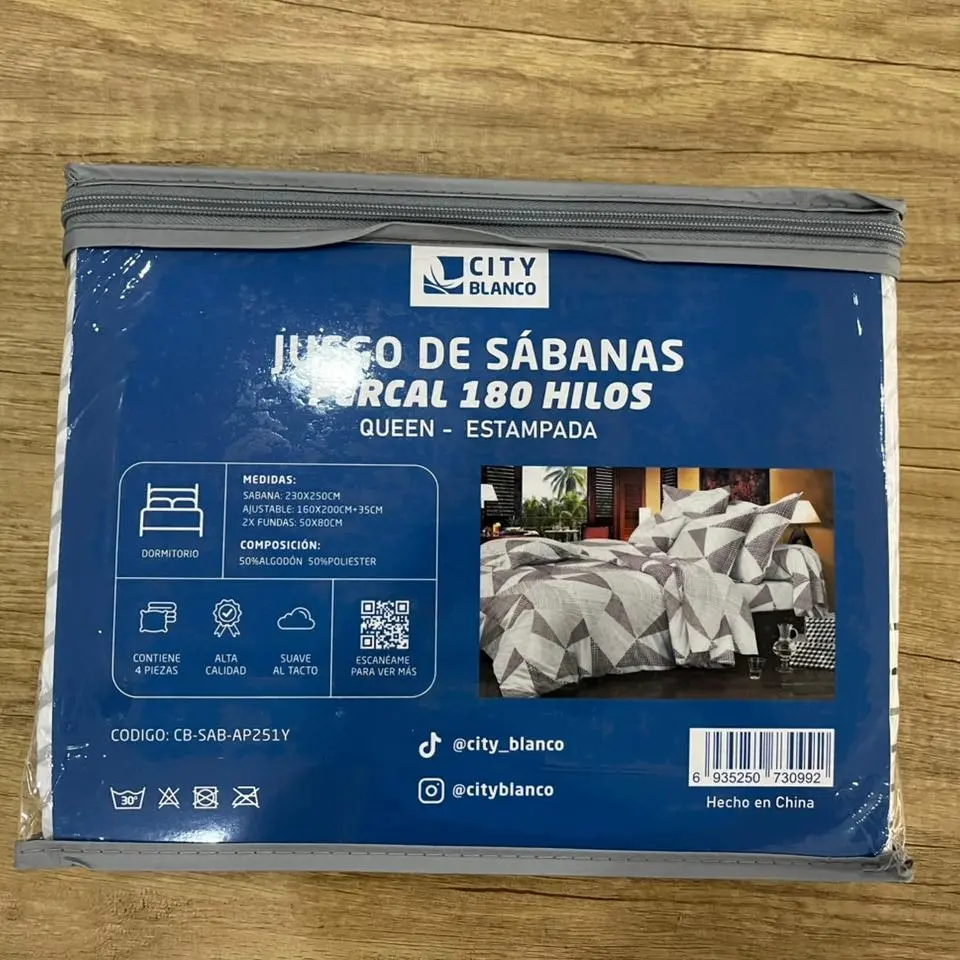 CITY
BLANCO
JUEGO DE SÁBANAS
PERCAL 180 HILOS
QUEEN - ESTAMPADA
MEDIDAS:
SABANA: 230X250CM
AJUSTABLE: 160X200CM+35CM
2X FUNDAS: 50X80CM
DORMITORIO
COMPOSICIÓN:
50%ALGODÓN 50%POLIESTER
CONTIENE
4 PIEZAS
ALTA
CALIDAD
SUAVE
AL TACTO
ESCANÉAME
PARA VER MÁS
CODIGO: CB-SAB-AP251Y
30°
@city_blanco
@cityblanco
6 935250 730992
Hecho en China